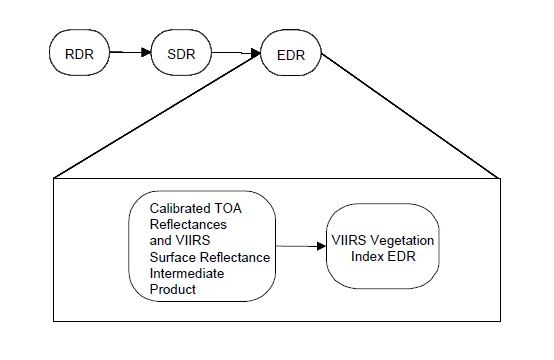 RDR
SDR
EDR
Calibrated TOA
Reflectances
and VIIRS
Surface Reflectance
Intermediate
Product
VIIRS Vegetation
Index EDR